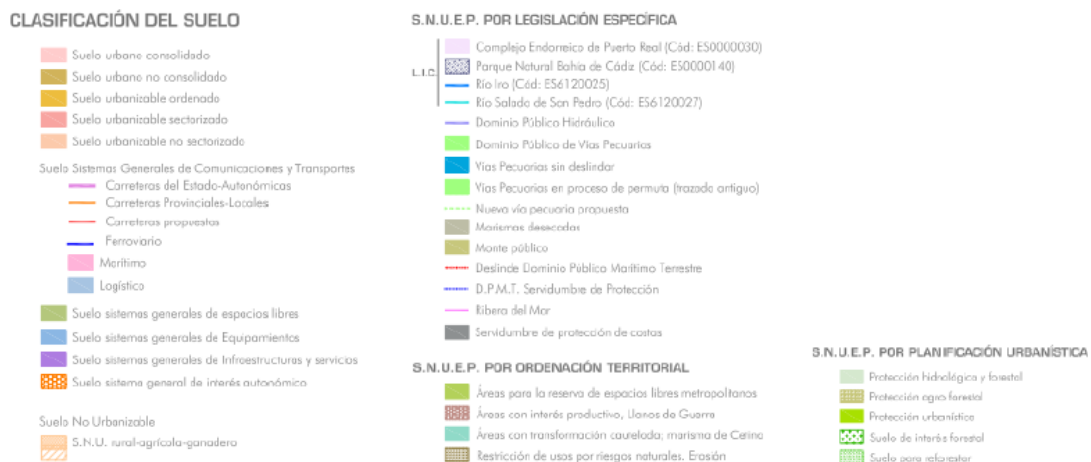 CLASIFICACIÓN DEL SUELO
Suelo urbano consolidado
Suelo urbano no consolidado
Suelo urbanizable ordenado
Suelo urbanizable sectorizado
Suelo urbanizable no sectorizado
Suelo Sistemas Generales de Comunicaciones y Transportes
Carreteras del Estado-Autonómicas
Carreteras Provinciales-Locales
Carreteras propuestas
Ferroviario
Marítimo
Logístico
Suelo sistemas generales de espacios libres
Suelo sistemas generales de Equipamientos
Suelo sistemas generales de Infraestructuras y servicios
Suelo sistema general de interés autonómico
Suelo No Urbanizable
S.N.U. rural-agrícola-ganadero
S.N.U.E.P. POR LEGISLACIÓN ESPECÍFICA
L.I.C.
Complejo Endorreico de Puerto Real (Cód: ES0000030)
Parque Natural Bahía de Cádiz (Cód: ES0000140)
Río Iro (Cód: ES6120025)
Río Salado de San Pedro (Cód: ES6120027)
Dominio Público Hidráulico
Dominio Público de Vías Pecuarias
Vías Pecuarias sin deslindar
Vías Pecuarias en proceso de permuta (trazado antiguo)
Nueva vía pecuaria propuesta
Marismas desecadas
Monte público
Deslinde Dominio Público Marítimo Terrestre
D.P.M.T. Servidumbre de Protección
Ribera del Mar
Servidumbre de protección de costas
S.N.U.E.P. POR ORDENACIÓN TERRITORIAL
Áreas para la reserva de espacios libres metropolitanos
Áreas con interés productivo, Llanos de Guerra
Áreas con transformación cautelada; marisma de Cetina
Restricción de usos por riesgos naturales. Erosión
S.N.U.E.P. POR PLANIFICACIÓN URBANÍSTICA
Protección hidrológica y forestal
Protección agro forestal
Protección urbanística
Suelo de interés forestal
Suelo para reforestar